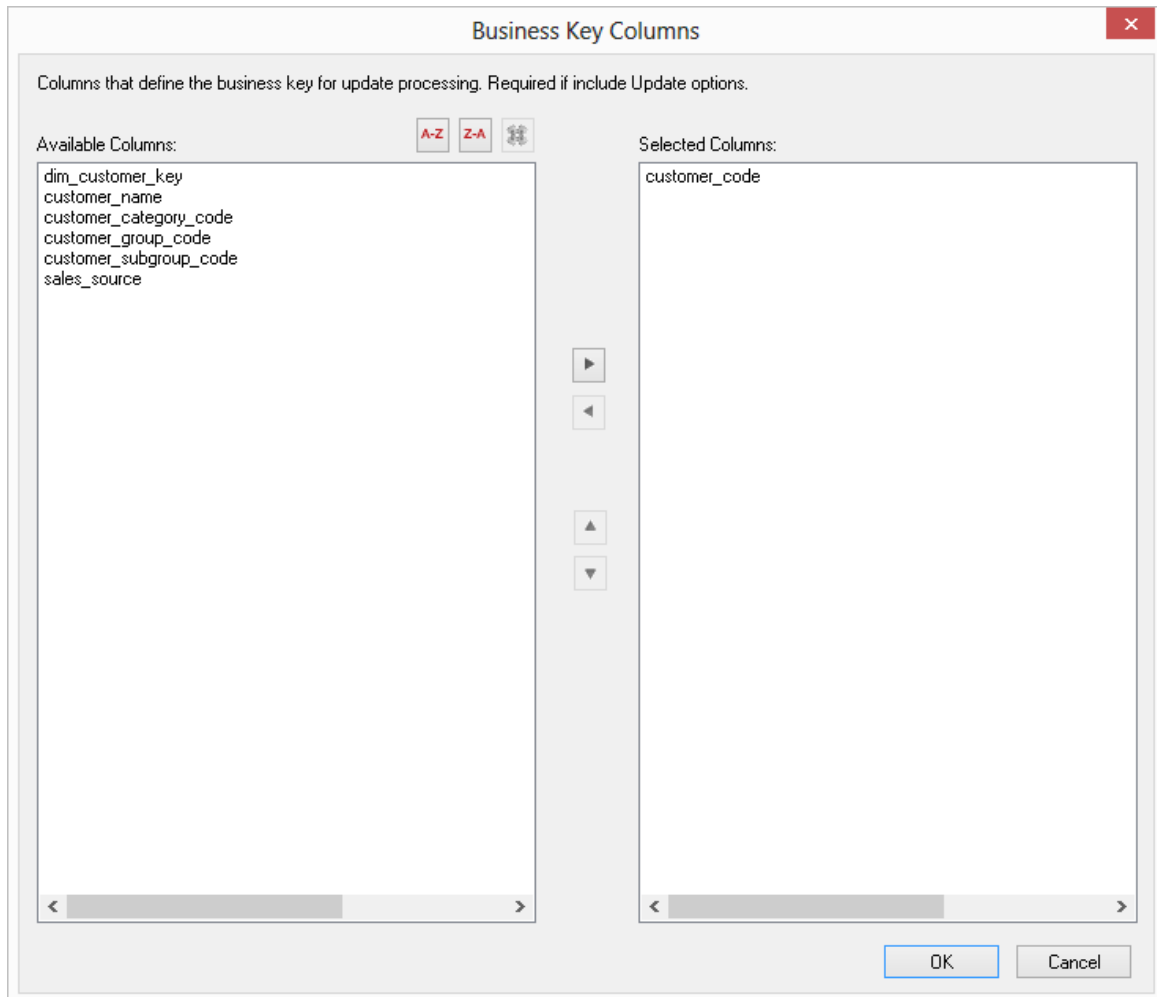 Business Key Columns
Columns that define the business key for update processing. Required if include Update options.
Available Columns:
A-Z
Z-A
Selected Columns:
dim_customer_key
customer_name
customer_category_code
customer_group_code
customer_subgroup_code
sales_source
customer_code
OK
Cancel